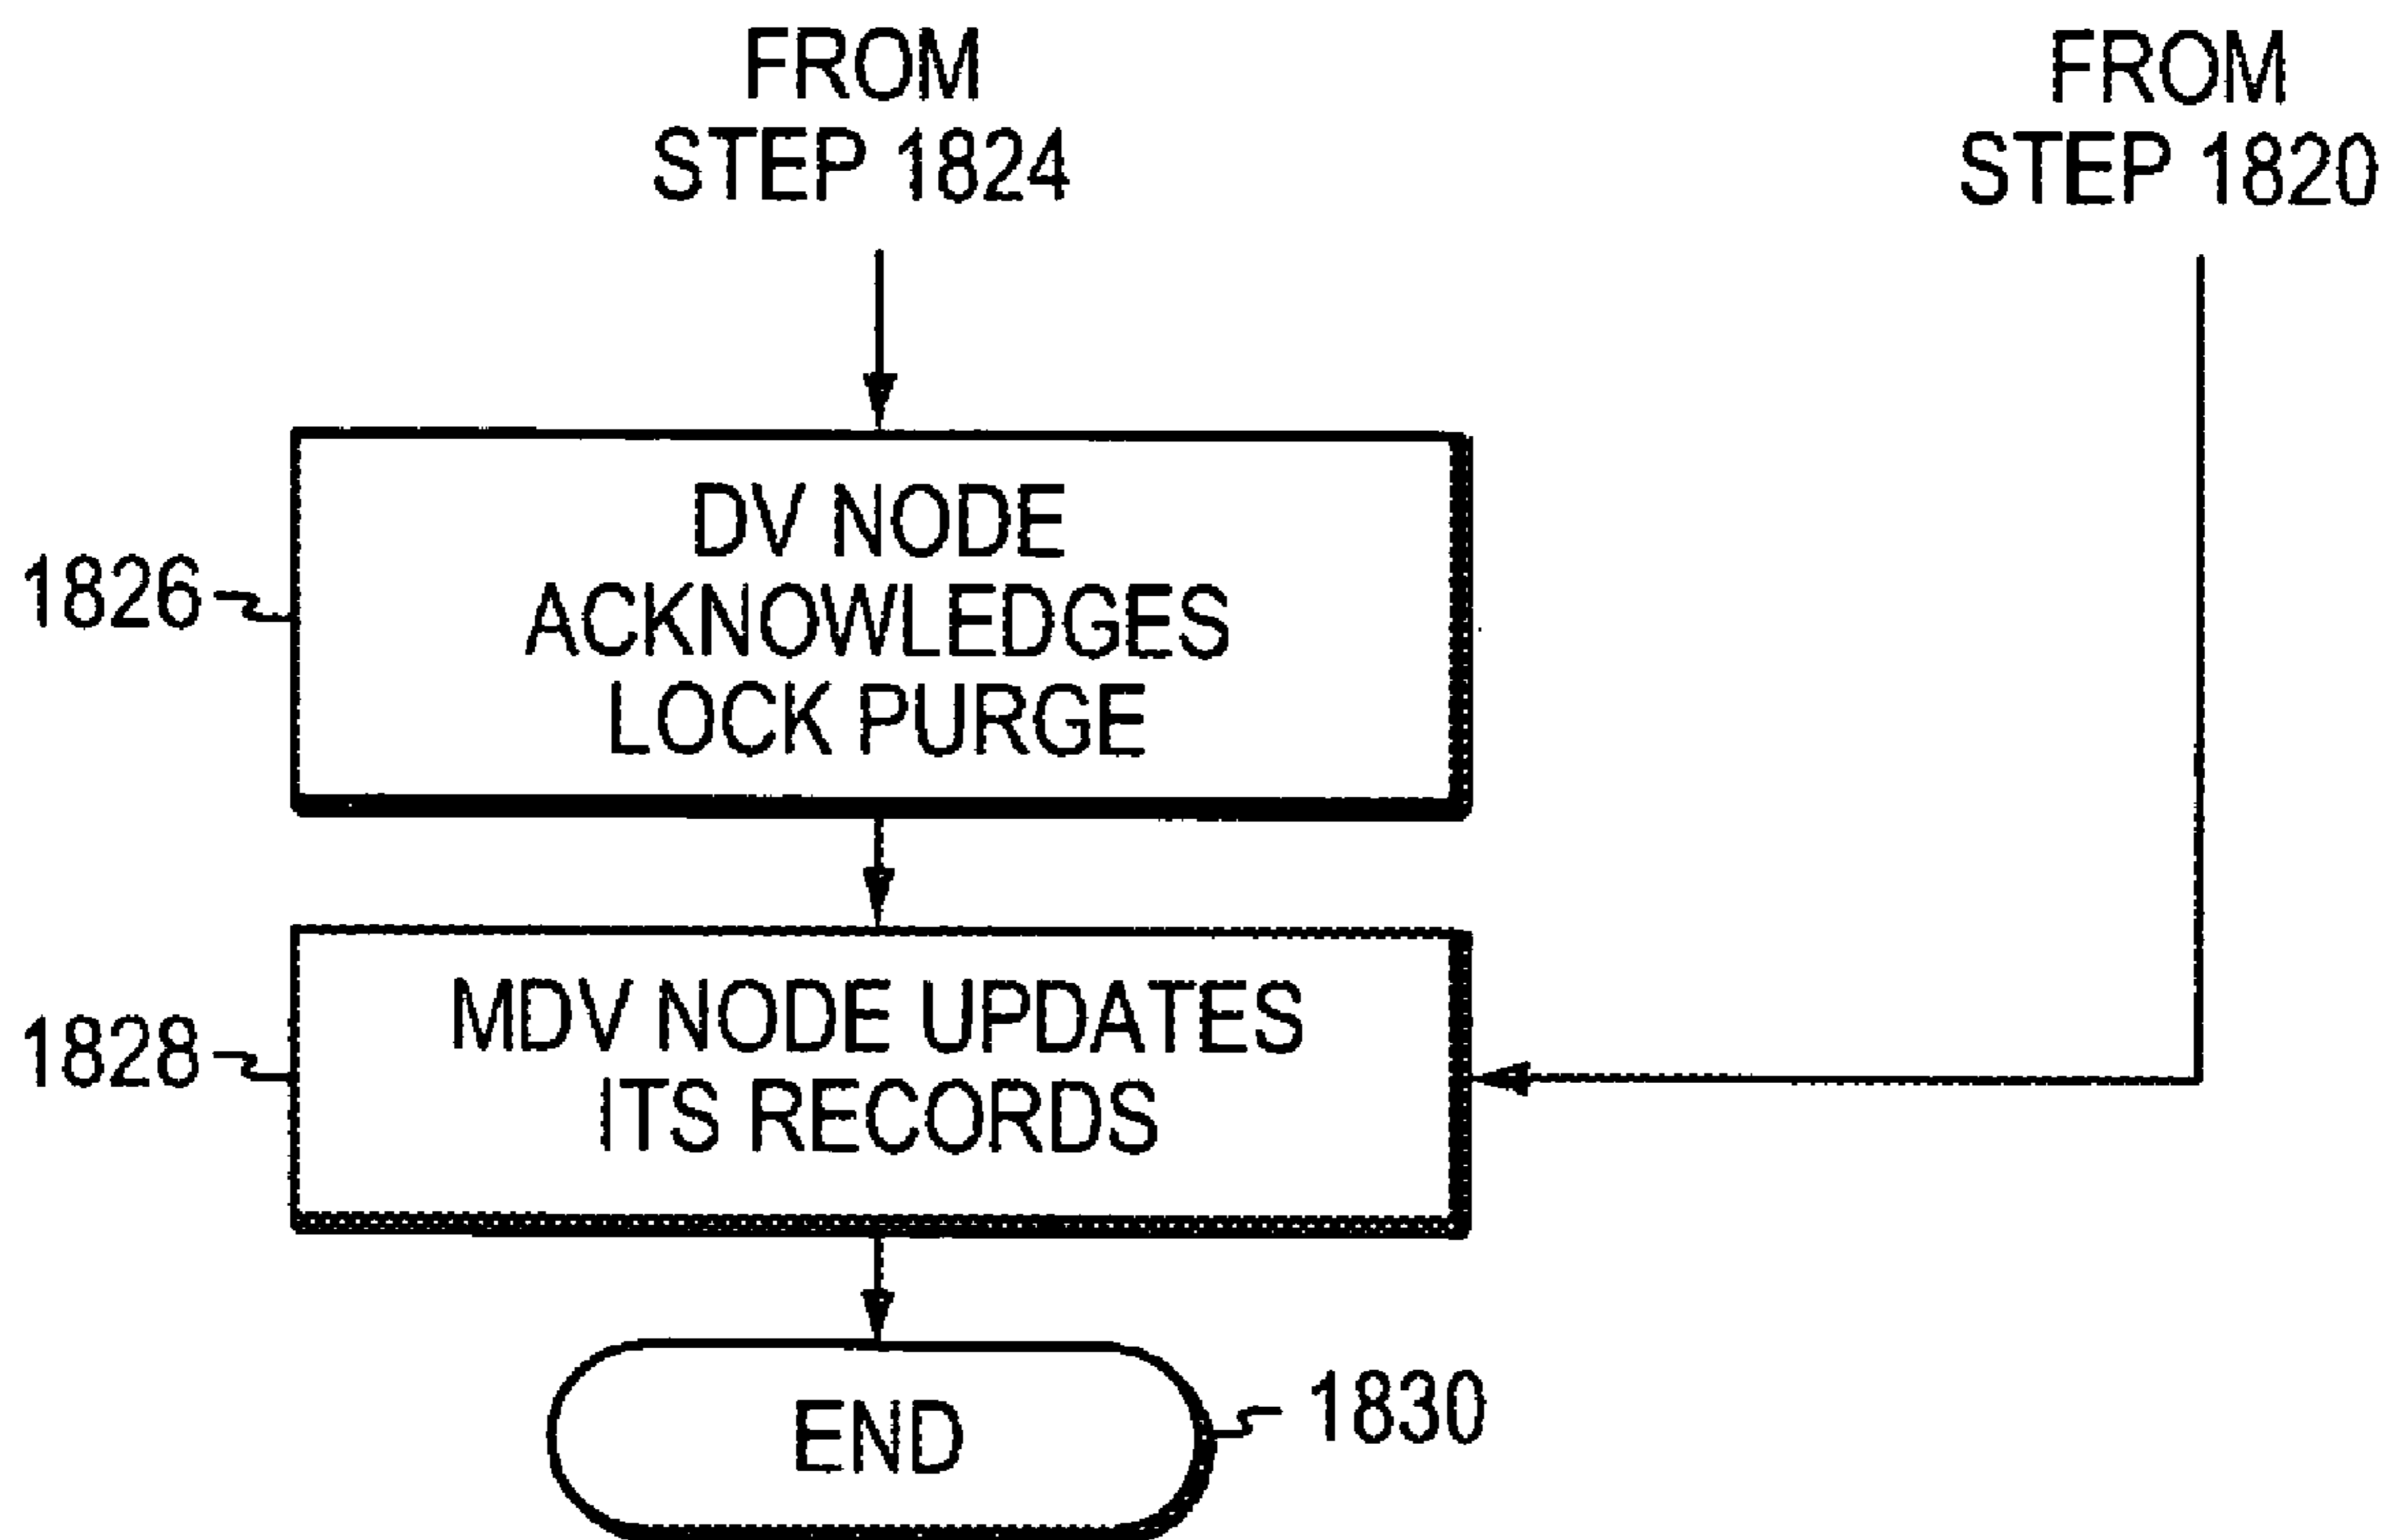 FROM
STEP 1824
FROM
STEP 1820
1826
DV NODE
ACKNOWLEDGES
LOCK PURGE
1828
MDV NODE UPDATES
ITS RECORDS
END
1830